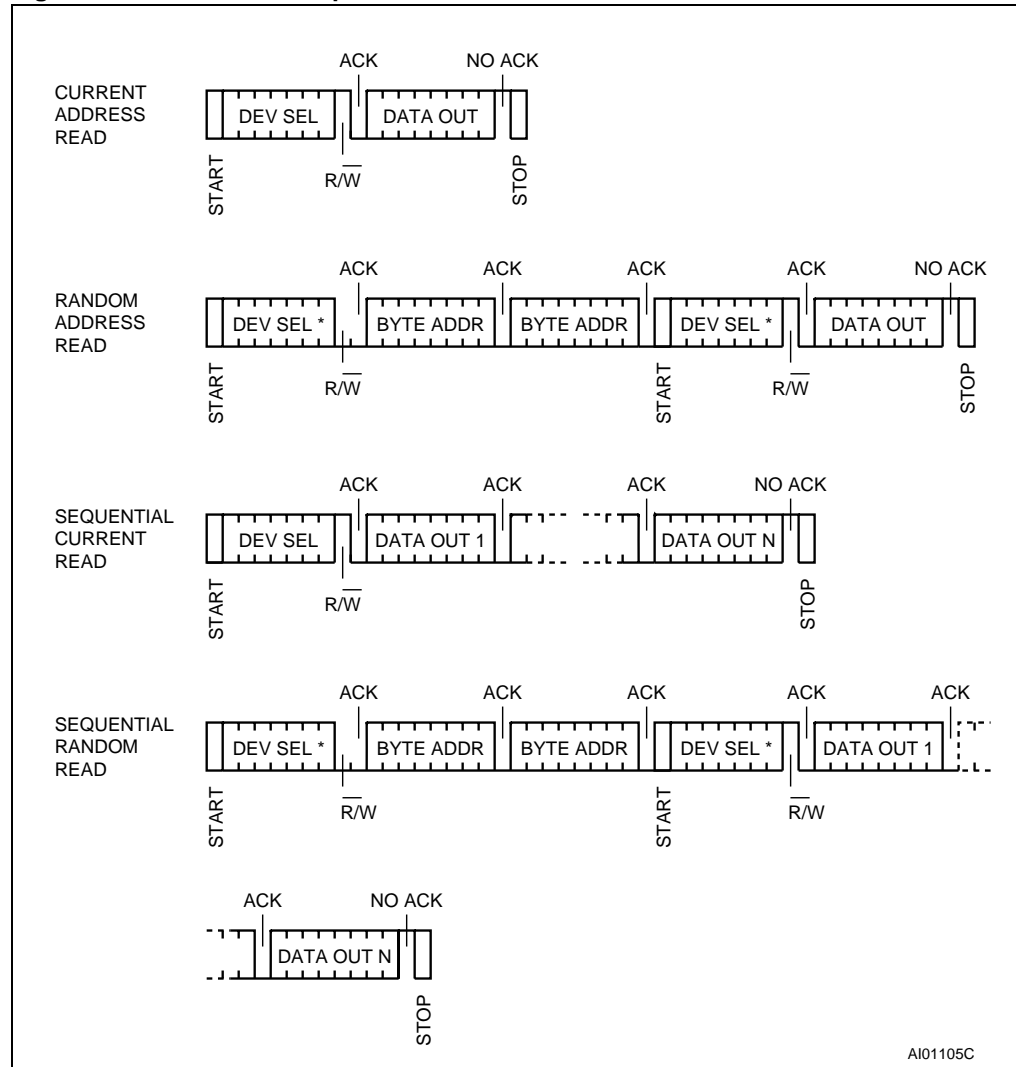 ACK NO ACK
CURRENT
ADDRESS
READ
DEV SEL DATA OUT
START
R/W̅
STOP
ACK ACK ACK ACK NO ACK
RANDOM
ADDRESS
READ
DEV SEL * BYTE ADDR BYTE ADDR DEV SEL * DATA OUT
START
R/W̅
START
R/W̅
STOP
ACK ACK ACK NO ACK
SEQUENTIAL
CURRENT
READ
DEV SEL DATA OUT 1 DATA OUT N
START
R/W̅
STOP
ACK ACK ACK ACK ACK
SEQUENTIAL
RANDOM
READ
DEV SEL * BYTE ADDR BYTE ADDR DEV SEL * DATA OUT 1
START
R̅/W
START
R̅/W
ACK NO ACK
DATA OUT N
STOP
AI01105C